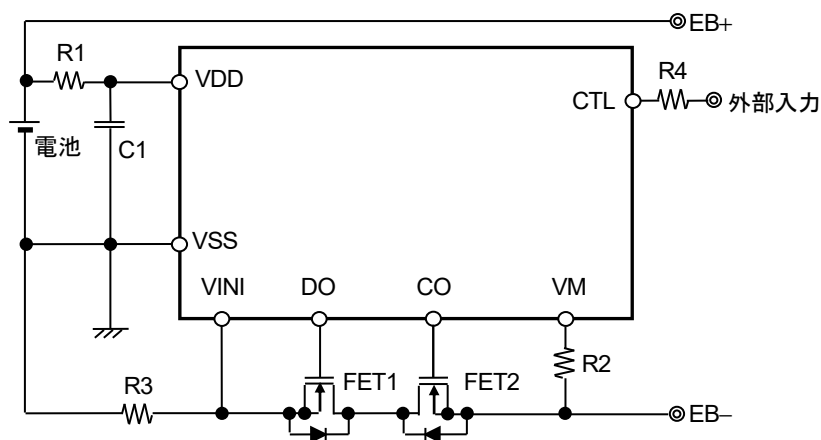 EB+
R1
VDD
R4
CTL
外部入力
電池
C1
VSS
VINI
DO
CO
VM
R3
FET1
FET2
R2
EB−